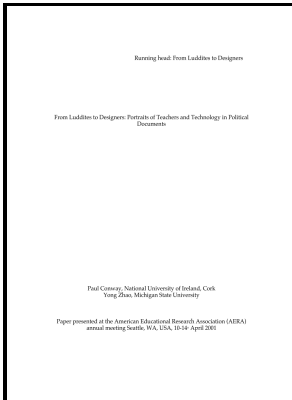 Running head: From Luddites to Designers
From Luddites to Designers: Portraits of Teachers and Technology in Political
Documents
Paul Conway, National University of Ireland, Cork
Yong Zhao, Michigan State University
Paper presented at the American Educational Research Association (AERA)
annual meeting Seattle, WA, USA, 10-14 April 2001